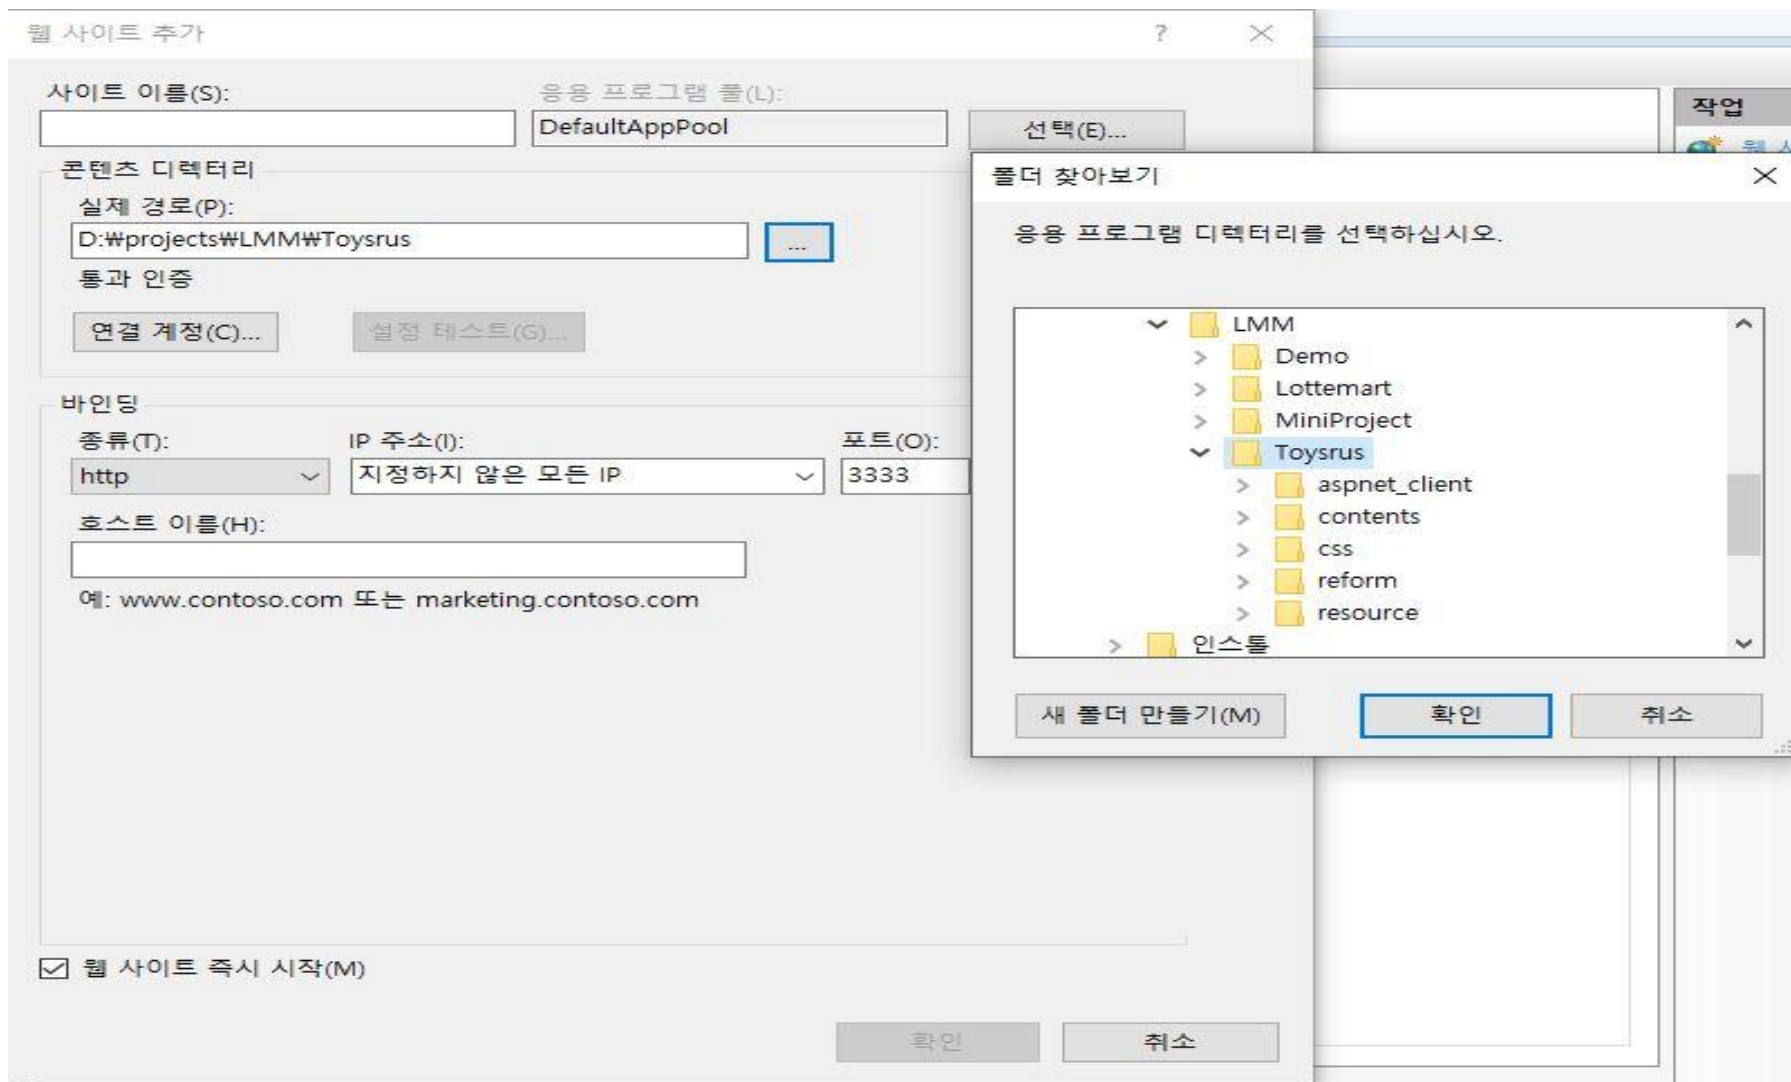 웹 사이트 추가
?
사이트 이름(S):
응용 프로그램 풀(L):
DefaultAppPool
선택(E)...
콘텐츠 디렉터리
실제 경로(P):
D:₩projects₩LMM₩Toysrus
...
통과 인증
연결 계정(C)...
설정 테스트(G)...
바인딩
종류(T):
IP 주소(I):
포트(O):
http
지정하지 않은 모든 IP
3333
호스트 이름(H):
예: www.contoso.com 또는 marketing.contoso.com
웹 사이트 즉시 시작(M)
확인
취소
작업
폴더 찾아보기
응용 프로그램 디렉터리를 선택하십시오.
LMM
Demo
Lottemart
MiniProject
Toysrus
aspnet_client
contents
css
reform
resource
인스톨
새 폴더 만들기(M)
확인
취소